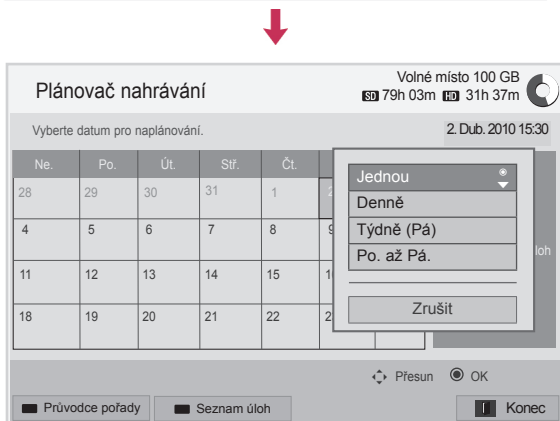 Plánovač nahrávání
Volné místo 100 GB
SD 79h 03m HD 31h 37m
Vyberte datum pro naplánování.
2. Dub. 2010 15:30
Ne. Po. Út. Stř. Čt.
28 29 30 31 1 2
4 5 6 7 8 9
11 12 13 14 15
18 19 20 21 22
Jednou
Denně
Týdně (Pá)
Po. až Pá.
Zrušit
loh
Přesun OK
Průvodce pořady Seznam úloh Konec